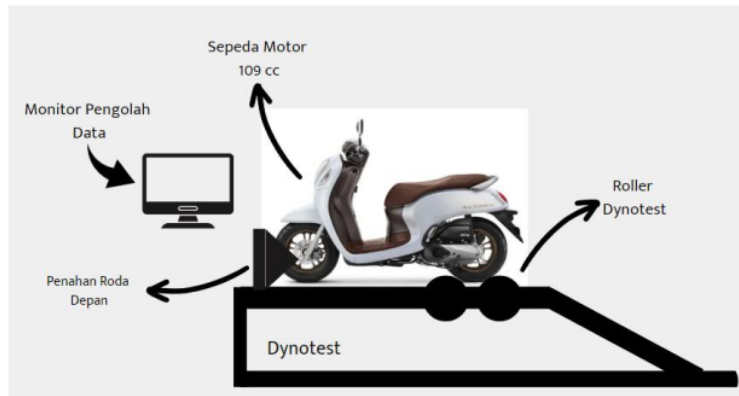 Sepeda Motor
109 cc
Monitor Pengolah
Data
Roller
Dynotest
Penahan Roda
Depan
Dynotest